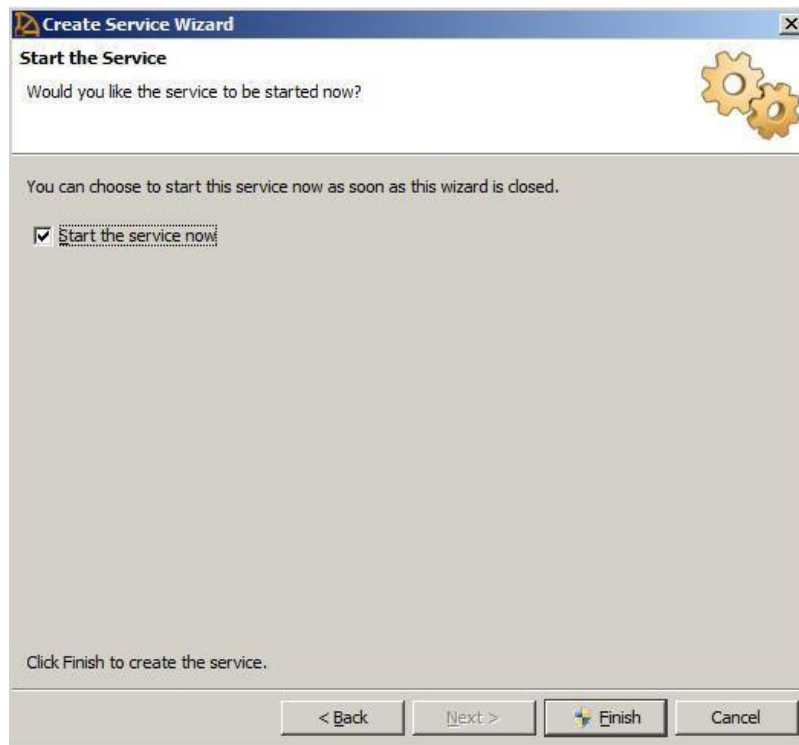 Create Service Wizard
Start the Service
Would you like the service to be started now?
You can choose to start this service now as soon as this wizard is closed.
Start the service now
Click Finish to create the service.
< Back Next > Finish Cancel